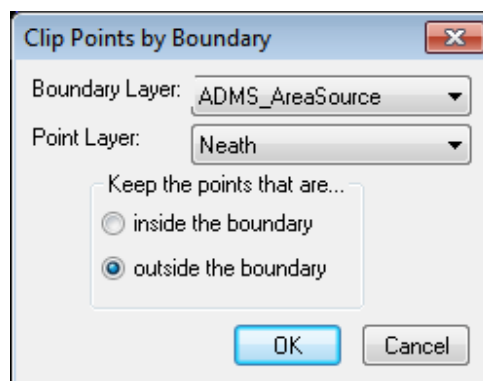 Clip Points by Boundary
Boundary Layer: ADMS_AreaSource
Point Layer: Neath
Keep the points that are...
inside the boundary
outside the boundary
OK Cancel